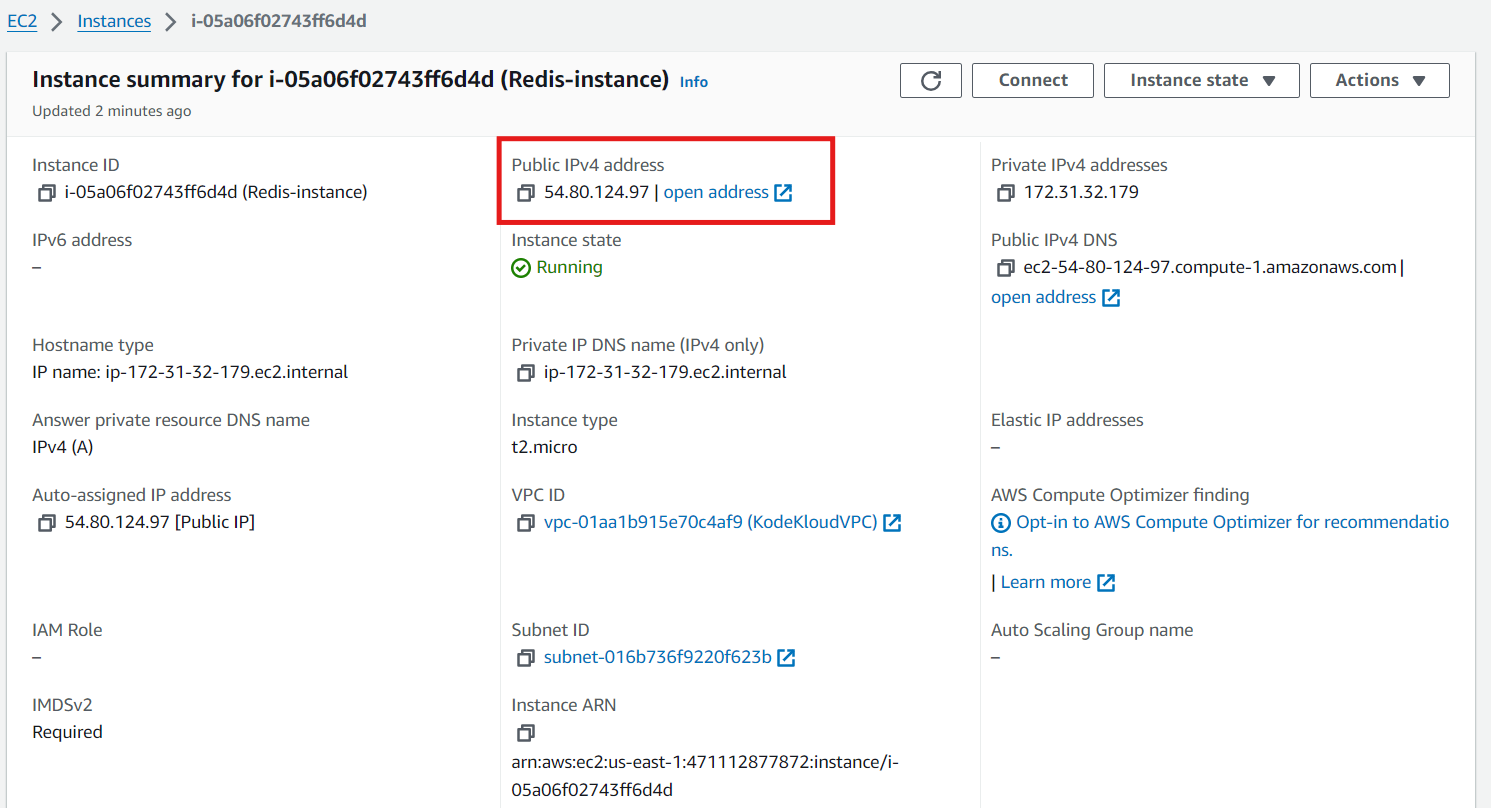 EC2 > Instances > i-05a06f02743ff6d4d
Instance summary for i-05a06f02743ff6d4d (Redis-instance) Info
Updated 2 minutes ago
Connect
Instance state
Actions
Instance ID
i-05a06f02743ff6d4d (Redis-instance)
Public IPv4 address
54.80.124.97 | open address
Private IPv4 addresses
172.31.32.179
IPv6 address
–
Instance state
Running
Public IPv4 DNS
ec2-54-80-124-97.compute-1.amazonaws.com |
open address
Hostname type
IP name: ip-172-31-32-179.ec2.internal
Private IP DNS name (IPv4 only)
ip-172-31-32-179.ec2.internal
Answer private resource DNS name
IPv4 (A)
Instance type
t2.micro
Elastic IP addresses
–
Auto-assigned IP address
54.80.124.97 [Public IP]
VPC ID
vpc-01aa1b915e70c4af9 (KodeKloudVPC)
AWS Compute Optimizer finding
Opt-in to AWS Compute Optimizer for recommendatio
ns.
| Learn more
IAM Role
–
Subnet ID
subnet-016b736f9220f623b
Auto Scaling Group name
–
IMDSv2
Required
Instance ARN
arn:aws:ec2:us-east-1:471112877872:instance/i-
05a06f02743ff6d4d